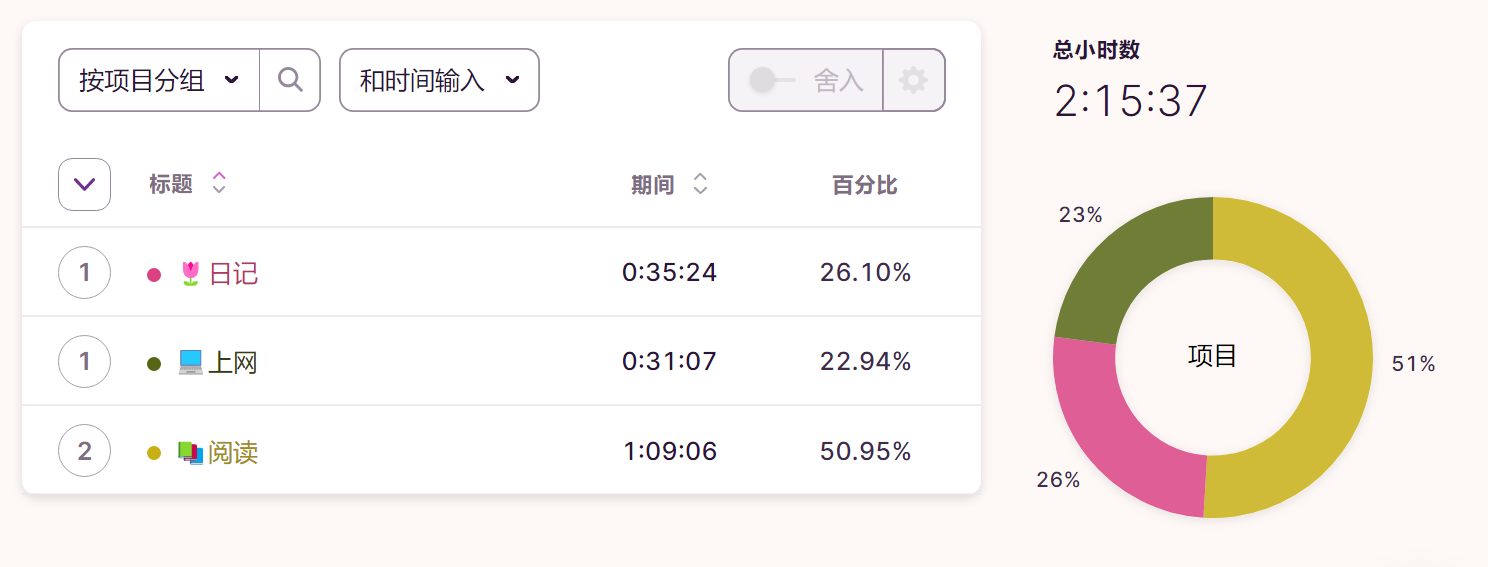 按项目分组 和时间输入 舍入
标题 期间 百分比
1 🌷日记 0:35:24 26.10%
1 💻上网 0:31:07 22.94%
2 📚阅读 1:09:06 50.95%
总小时数
2:15:37
23%
项目
51%
26%